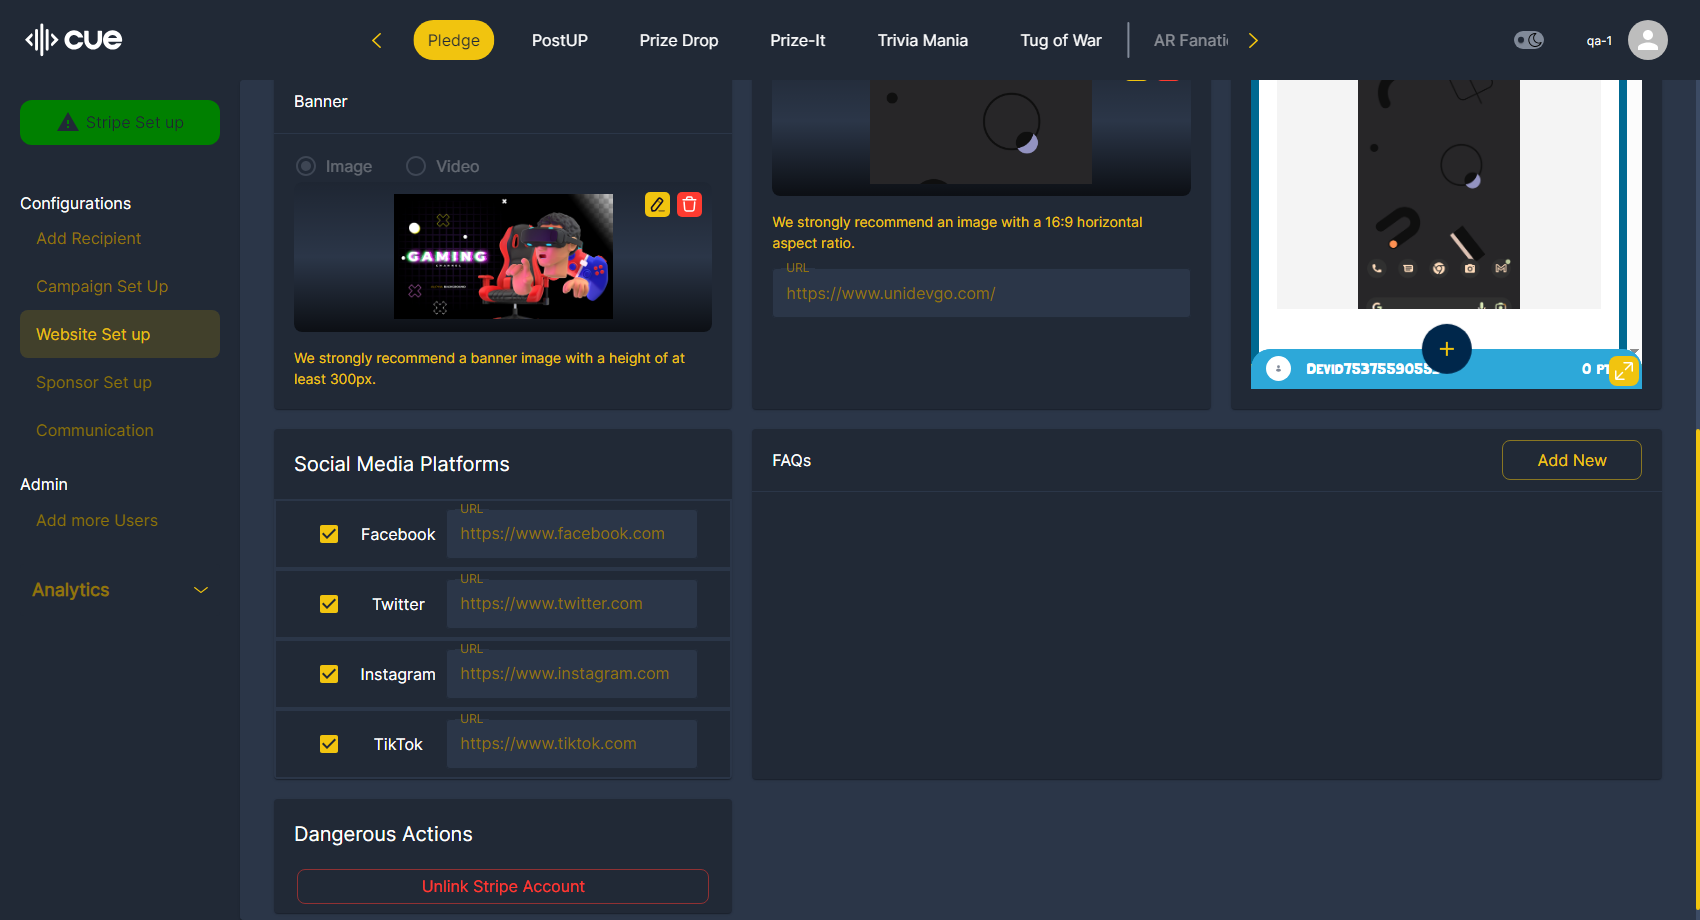 cue
Pledge
PostUP
Prize Drop
Prize-It
Trivia Mania
Tug of War
AR Fanati
qa-1
Stripe Set up
Configurations
Add Recipient
Campaign Set Up
Website Set up
Sponsor Set up
Communication
Admin
Add more Users
Analytics
Banner
Image
Video
GAMING
We strongly recommend a banner image with a height of at
least 300px.
We strongly recommend an image with a 16:9 horizontal
aspect ratio.
URL
https://www.unidevgo.com/
0 PT
Social Media Platforms
Facebook
URL
https://www.facebook.com
Twitter
URL
https://www.twitter.com
Instagram
URL
https://www.instagram.com
TikTok
URL
https://www.tiktok.com
FAQs
Add New
Dangerous Actions
Unlink Stripe Account